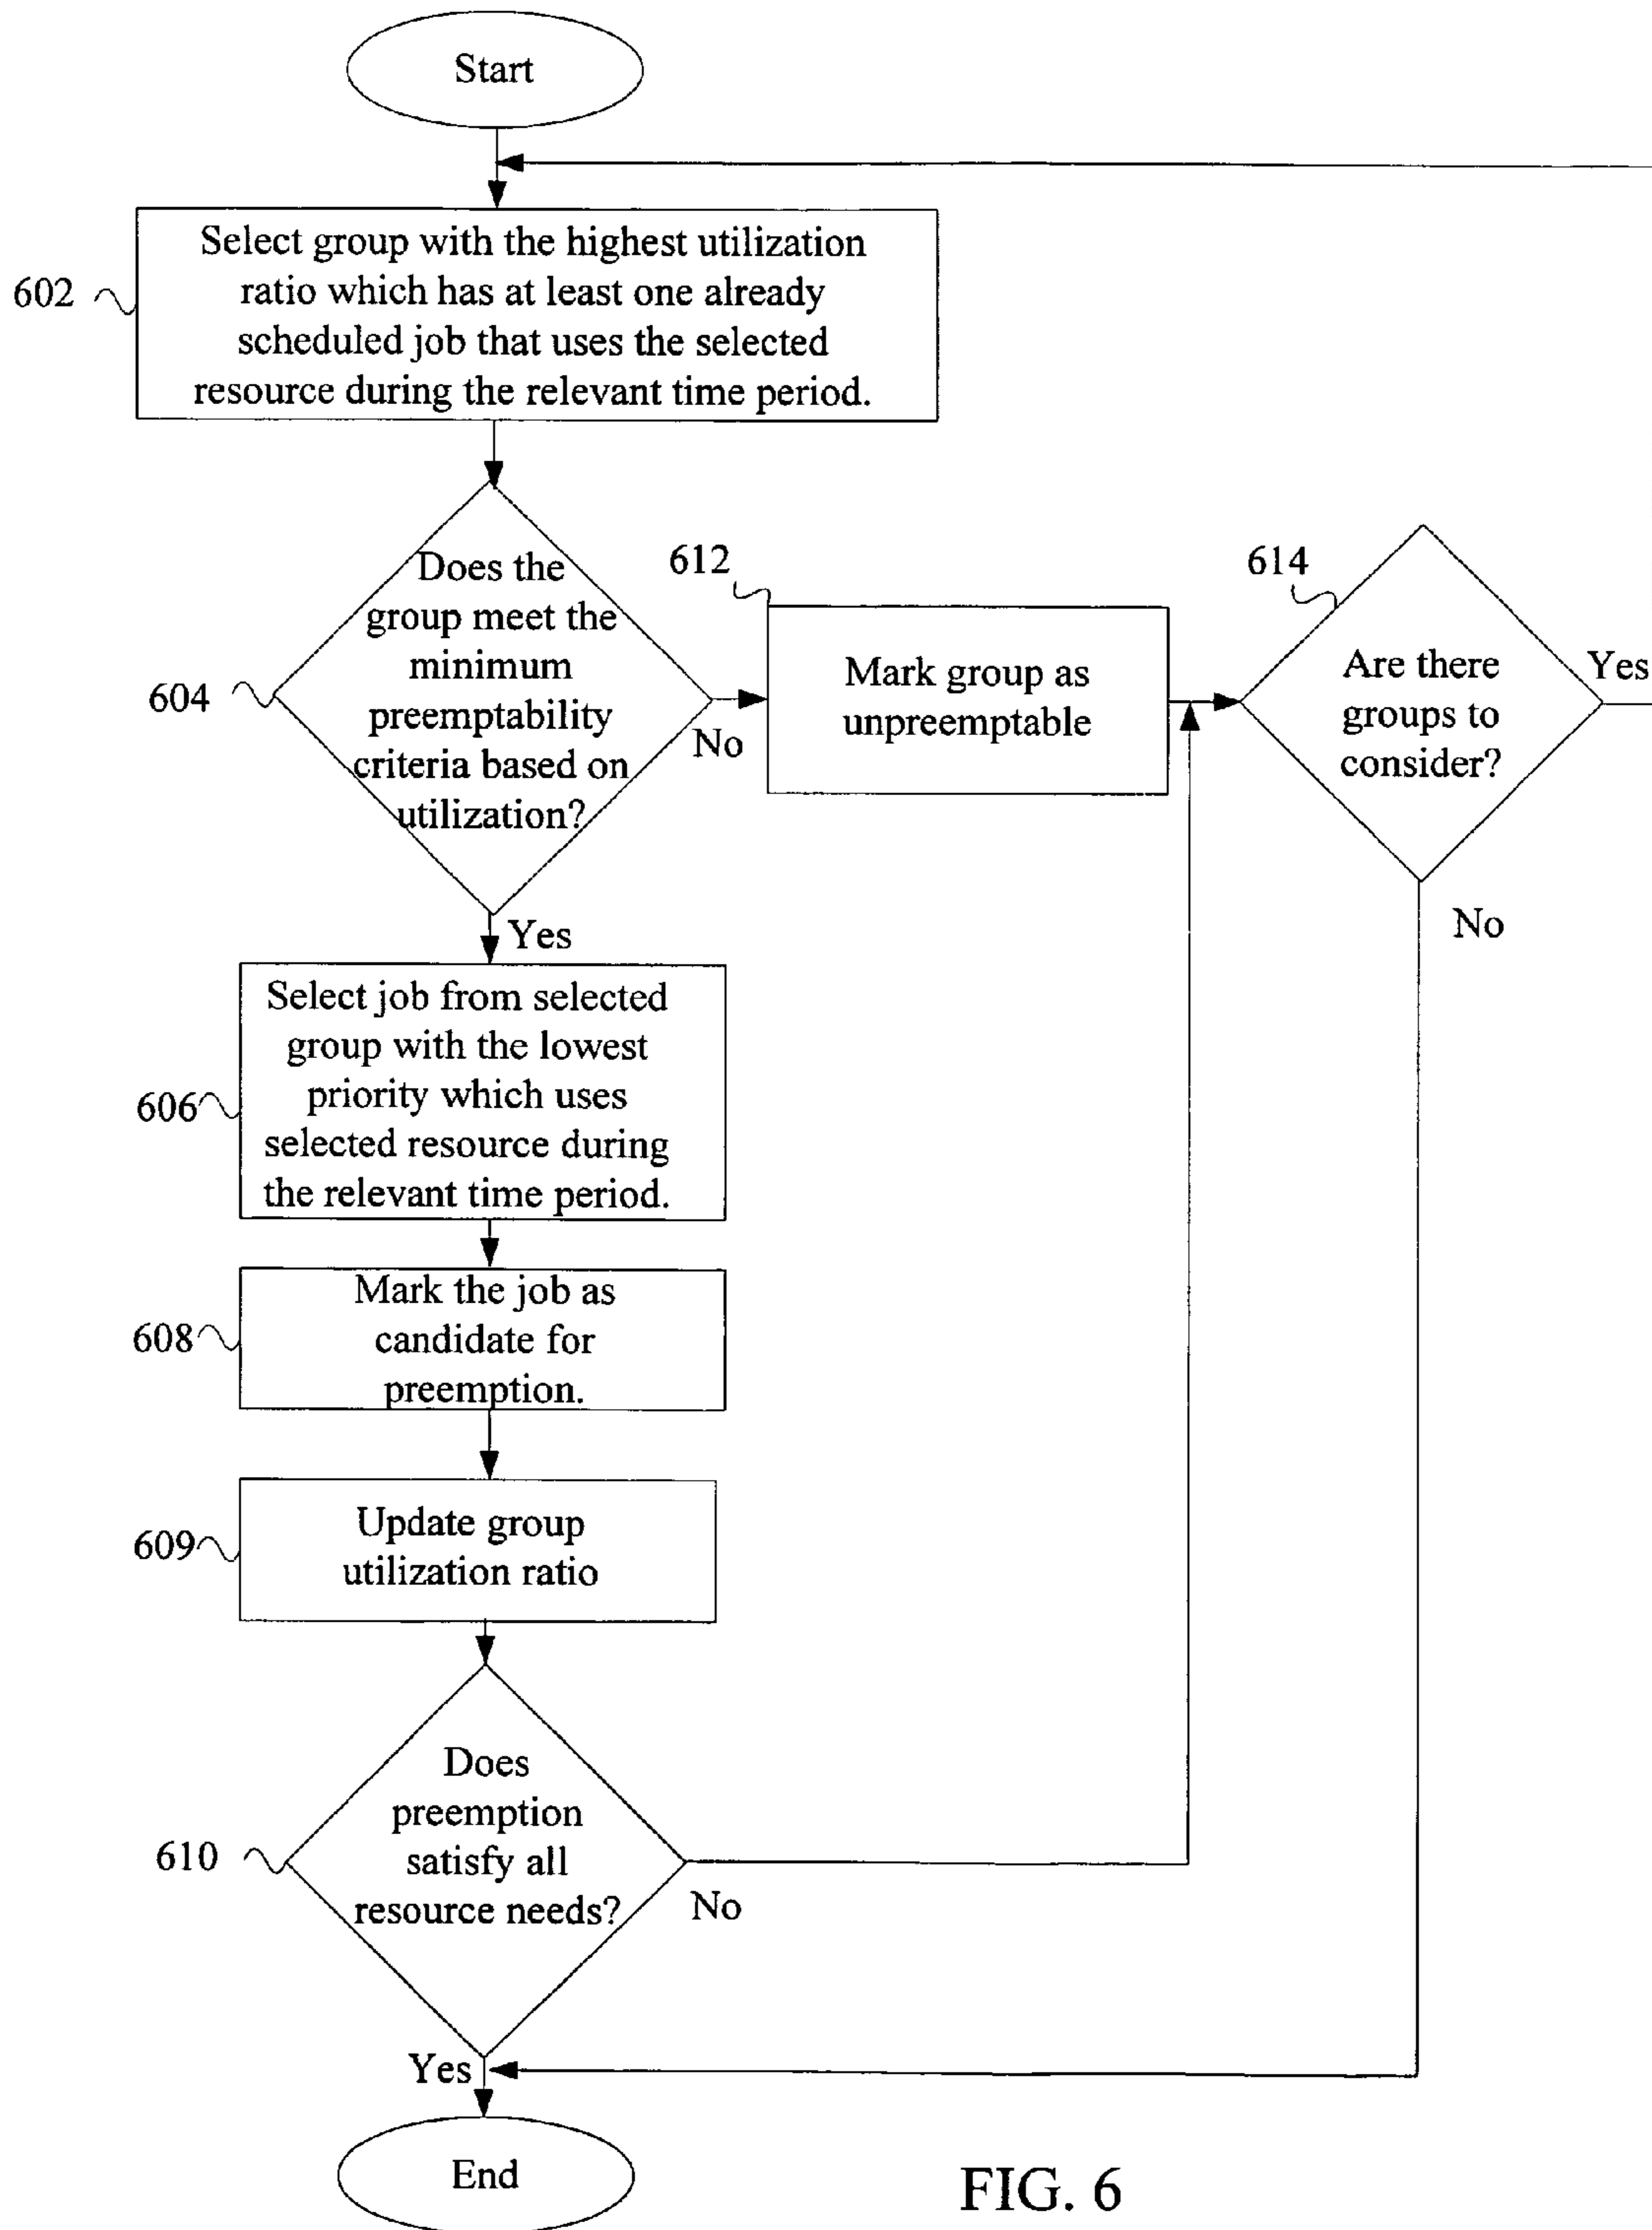 Start
602
Select group with the highest utilization
ratio which has at least one already
scheduled job that uses the selected
resource during the relevant time period.
604
Does the
group meet the
minimum
preemptability
criteria based on
utilization?
No
Yes
612
Mark group as
unpreemptable
614
Are there
groups to
consider?
Yes
No
606
Select job from selected
group with the lowest
priority which uses
selected resource during
the relevant time period.
608
Mark the job as
candidate for
preemption.
609
Update group
utilization ratio
610
Does
preemption
satisfy all
resource needs?
No
Yes
End
FIG. 6